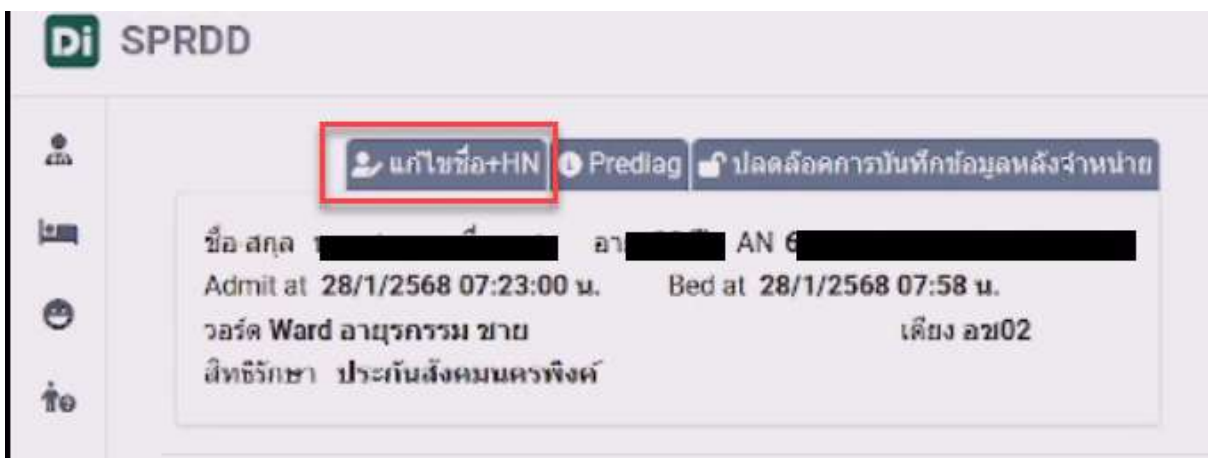 Di SPRDD
แก้ไขชื่อ+HN Prediag ปลดล๊อคการบันทึกข้อมูลหลังจำหน่าย
ชื่อ สกุล AN 6
Admit at 28/1/2568 07:23:00 น. Bed at 28/1/2568 07:58 น.
วอร์ด Ward อายุรกรรม ชาย เตียง อช02
สิทธิรักษา ประกันสังคมนครพิงค์